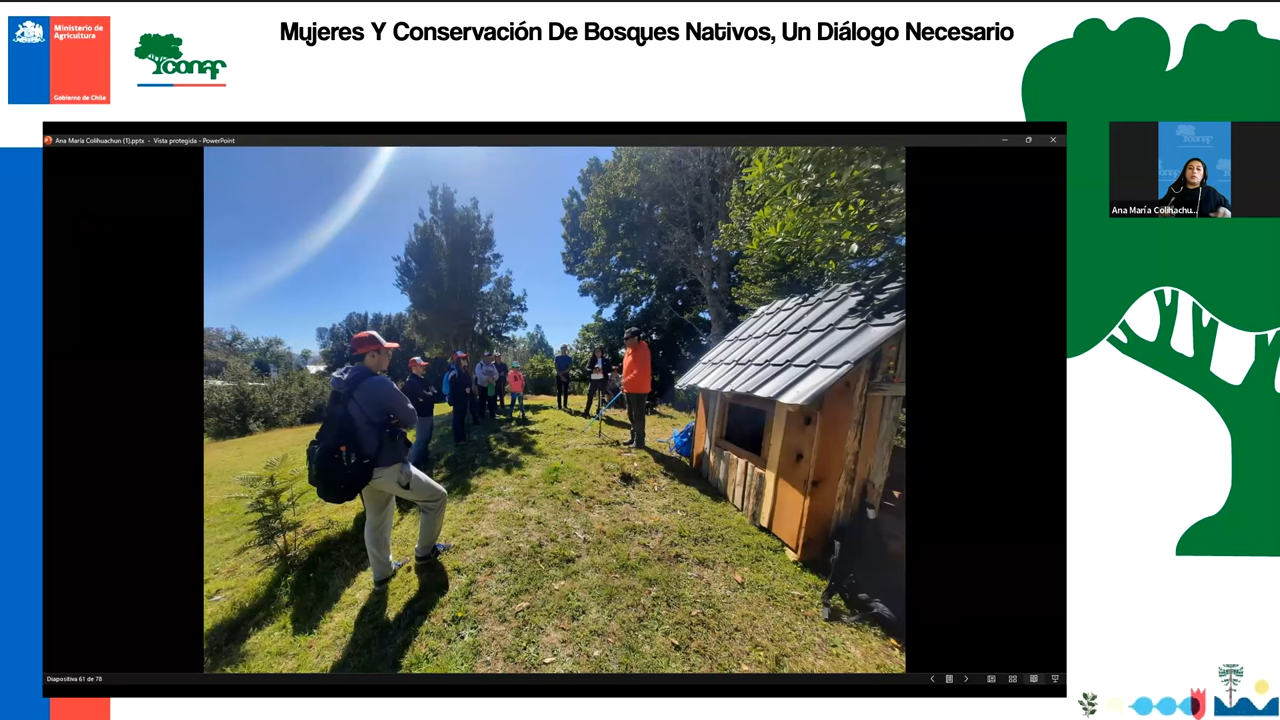 Mujeres Y Conservación De Bosques Nativos, Un Diálogo Necesario
Ministerio de
Agricultura
Gobierno de Chile
conaf
Ana María Colihuachun (1).pptx - Vista protegida - PowerPoint
Ana María Colihachu...
Diapositiva 61 de 78